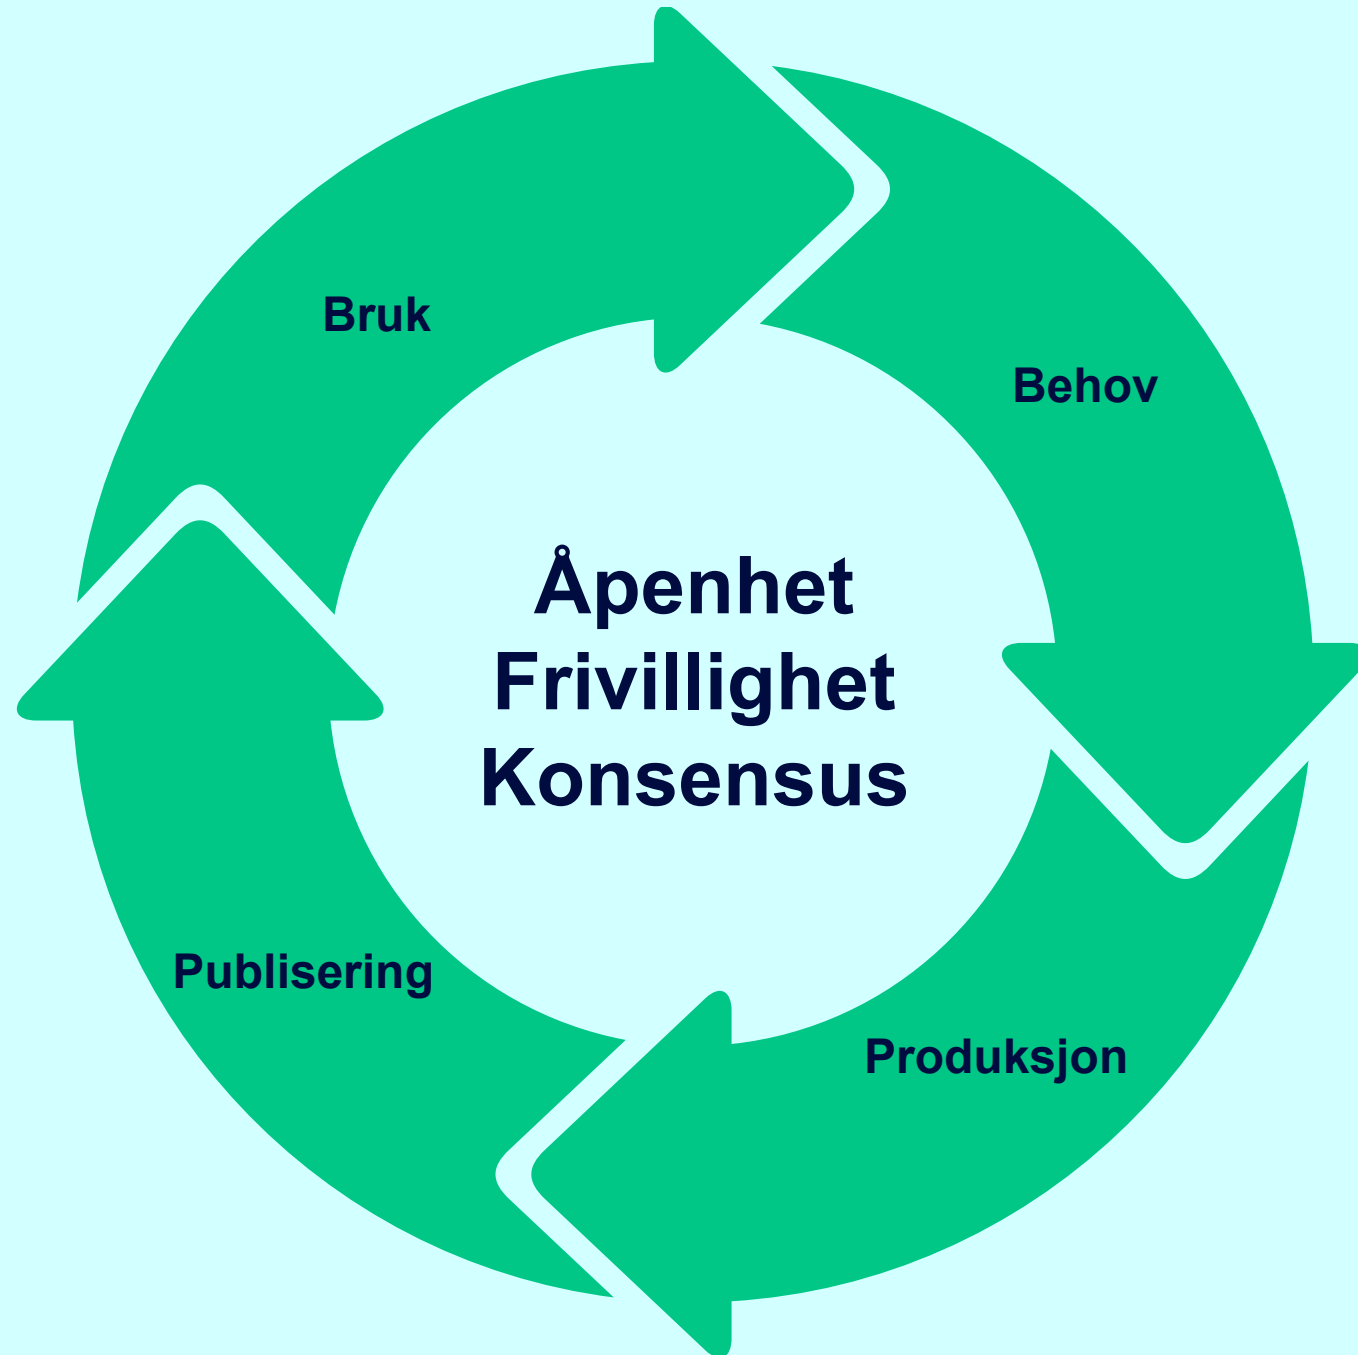 Bruk
Behov
Åpenhet
Frivillighet
Konsensus
Publisering
Produksjon